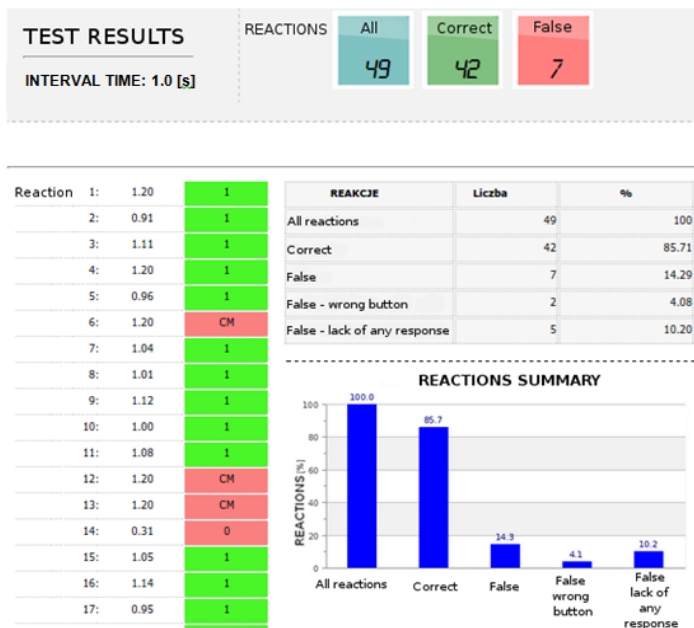 TEST RESULTS
INTERVAL TIME: 1.0 [s]
REACTIONS
All
49
Correct
42
False
7
Reaction 1: 1.20 1
2: 0.91 1
3: 1.11 1
4: 1.20 1
5: 0.96 1
6: 1.20 CM
7: 1.04 1
8: 1.01 1
9: 1.12 1
10: 1.00 1
11: 1.08 1
12: 1.20 CM
13: 1.20 CM
14: 0.31 0
15: 1.05 1
16: 1.14 1
17: 0.95 1
REAKCJE Liczba %
All reactions 49 100
Correct 42 85.71
False 7 14.29
False - wrong button 2 4.08
False - lack of any response 5 10.20
REACTIONS SUMMARY
REACTIONS [%]
100
80
60
40
20
0
100.0
85.7
14.3
4.1
10.2
All reactions
Correct
False
False
wrong
button
False
lack of
any
response